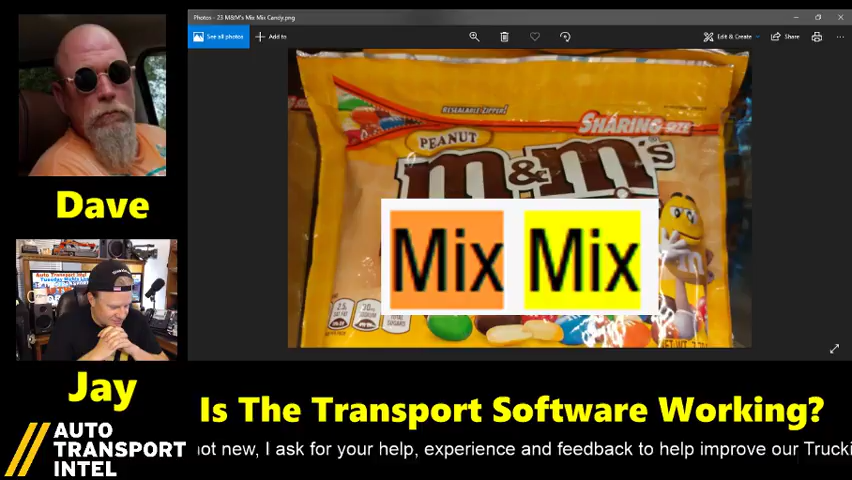 Photos - 23 M&M's Mix Mix Candy.png
See all photos
Add to
Edit & Create
Share
RESEALABLE ZIPPER!
SHARING SIZE
PEANUT
m&m's
Mix Mix
Dave
Jay
Is The Transport Software Working?
AUTO
TRANSPORT
INTEL
not new, I ask for your help, experience and feedback to help improve our Trucki